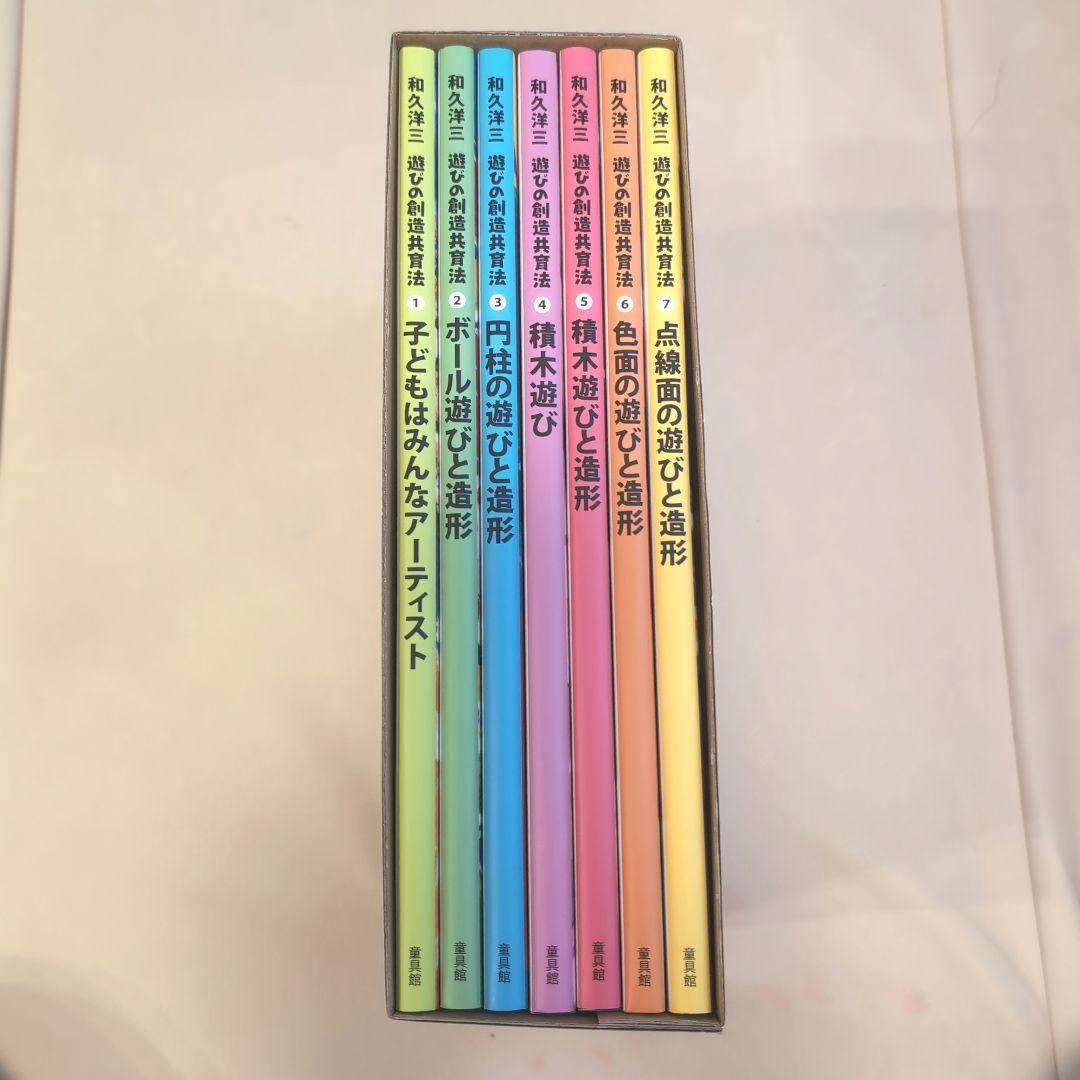 和久洋三 遊びの創造共育法 1 子どもはみんなアーティスト 童具館
和久洋三 遊びの創造共育法 2 ボール遊びと造形 童具館
和久洋三 遊びの創造共育法 3 円柱の遊びと造形 童具館
和久洋三 遊びの創造共育法 4 積木遊び 童具館
和久洋三 遊びの創造共育法 5 積木遊びと造形 童具館
和久洋三 遊びの創造共育法 6 色面の遊びと造形 童具館
和久洋三 遊びの創造共育法 7 点線面の遊びと造形 童具館